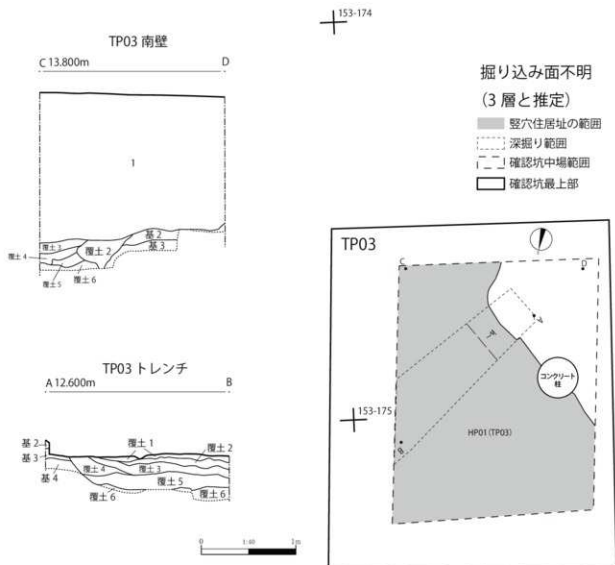 153-174
TP03 南壁
C 13.800m D
1
基2
基3
覆土3
覆土2
覆土4
覆土5
覆土6
掘り込み面不明
(3 層と推定)
竪穴住居址の範囲
深掘り範囲
確認坑中場範囲
確認坑最上部
TP03
C
D
A
コンクリート
柱
153-175
HP01(TP03)
B
TP03 トレンチ
A 12.600m B
基2
覆土1
覆土2
基3
覆土4
覆土3
基4
覆土5
覆土6
覆土6
0 1:40 1m